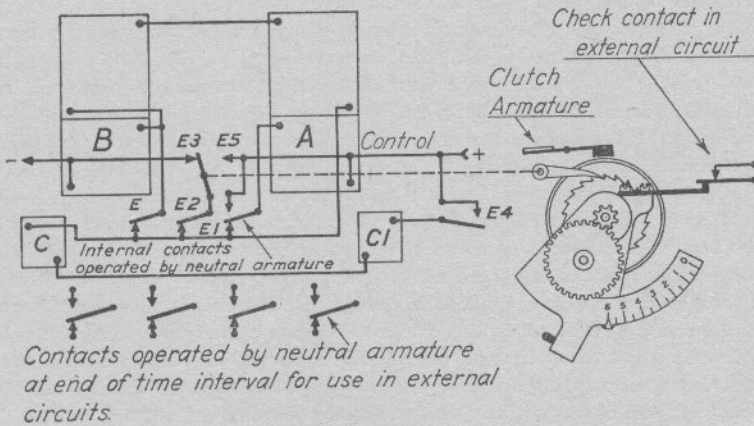 Check contact in
external circuit
Clutch
Armature
B
A
E3
E5
Control
+
-
E
E2
E1
E4
C
C1
Internal contacts
operated by neutral armature
6 5 4 3 2 1 0
Contacts operated by neutral armature
at end of time interval for use in external
circuits.